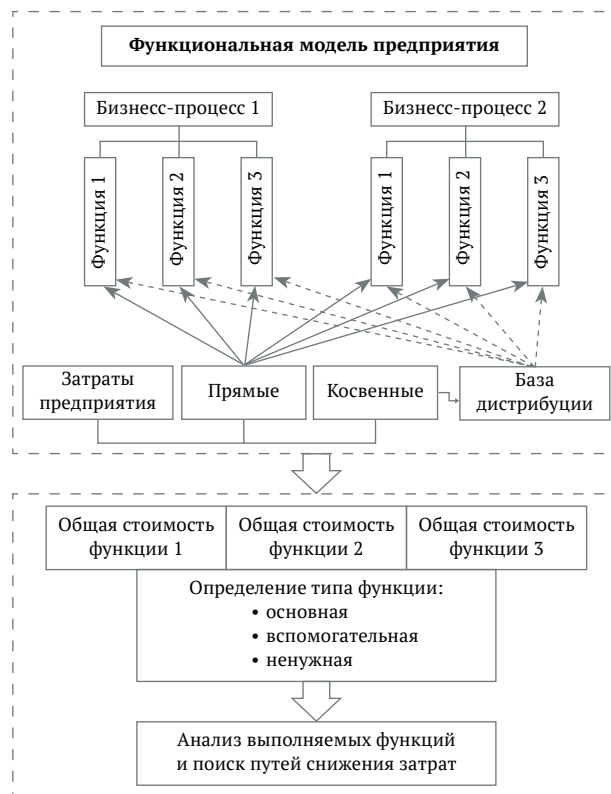 Функциональная модель предприятия
Бизнесс-процесс 1
Бизнесс-процесс 2
Функция 1
Функция 2
Функция 3
Функция 1
Функция 2
Функция 3
Затраты
предприятия
Прямые
Косвенные
База
дистрибуции
Общая стоимость
функции 1
Общая стоимость
функции 2
Общая стоимость
функции 3
Определение типа функции:
• основная
• вспомогательная
• ненужная
Анализ выполняемых функций
и поиск путей снижения затрат